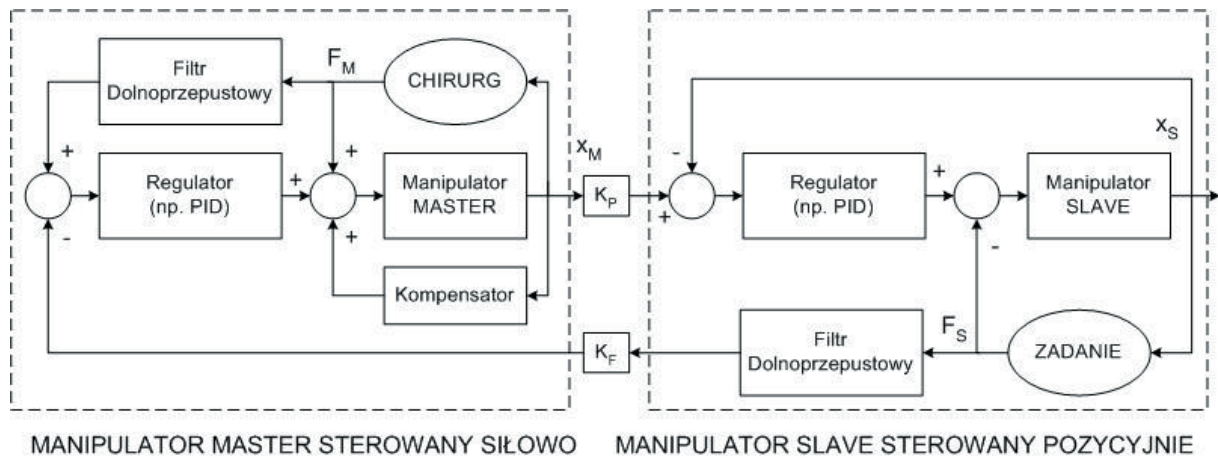 Filtr
Dolnoprzepustowy
F_M
CHIRURG
+
+
Regulator
(np. PID)
+
Manipulator
MASTER
-
+
Kompensator
x_M
K_P
K_F
-
+
Regulator
(np. PID)
+
-
Manipulator
SLAVE
x_S
Filtr
Dolnoprzepustowy
F_S
ZADANIE
MANIPULATOR MASTER STEROWANY SIŁOWO
MANIPULATOR SLAVE STEROWANY POZYCYJNIE